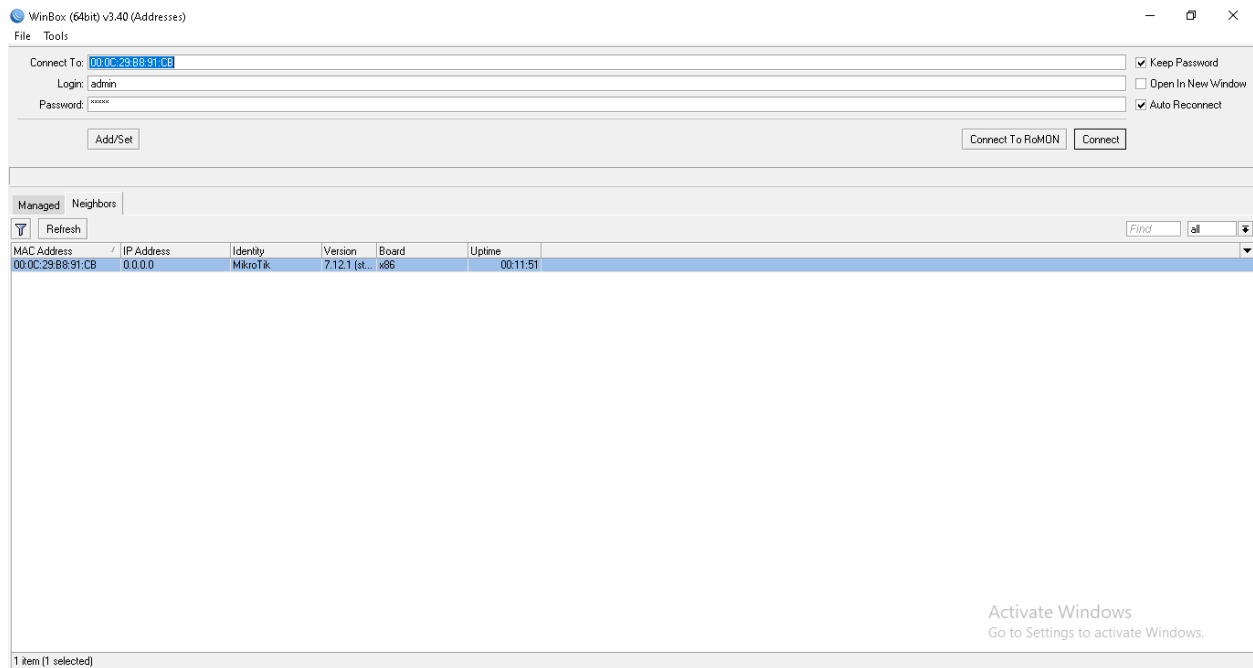 WinBox (64bit) v3.40 (Addresses)
File Tools
Connect To: 00:0C:29:B8:91:CB
Keep Password
Login: admin
Open In New Window
Password: *****
Auto Reconnect
Add/Set
Connect To RoMON Connect
Managed Neighbors
Refresh
Find all
MAC Address IP Address Identity Version Board Uptime
00:0C:29:B8:91:CB 0.0.0.0 MikroTik 7.12.1 (st... x86 00:11:51
Activate Windows
Go to Settings to activate Windows.
1 item (1 selected)